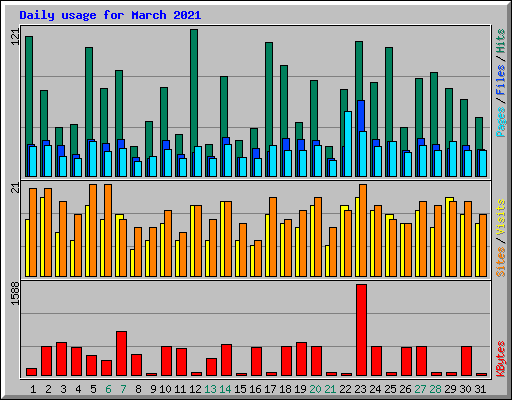 Daily usage for March 2021
121
Pages / Files / Hits
21
Sites / Visits
1588
KBytes
1 2 3 4 5 6 7 8 9 10 11 12 13 14 15 16 17 18 19 20 21 22 23 24 25 26 27 28 29 30 31